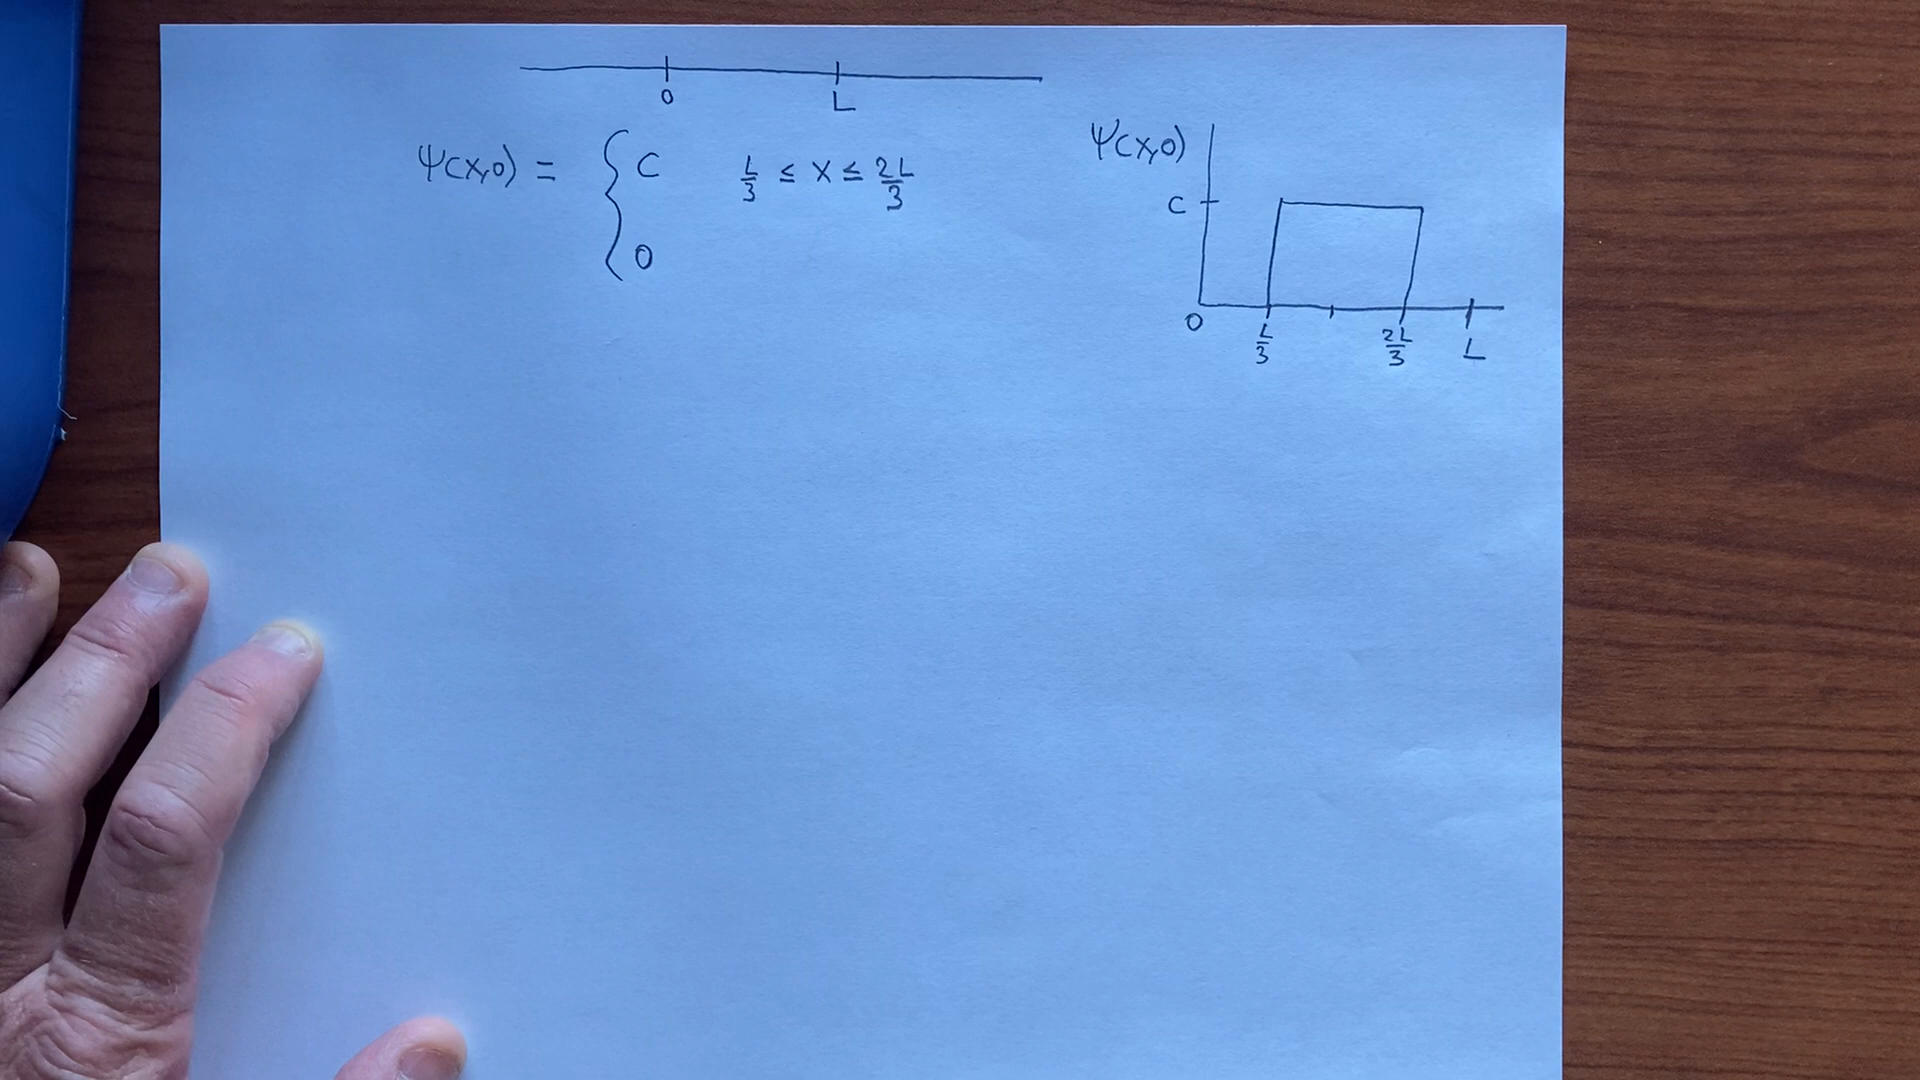 0 L
Ψ(x,0) = { C L/3 ≤ x ≤ 2L/3
0
Ψ(x,0)
C
0 L/3 2L/3 L